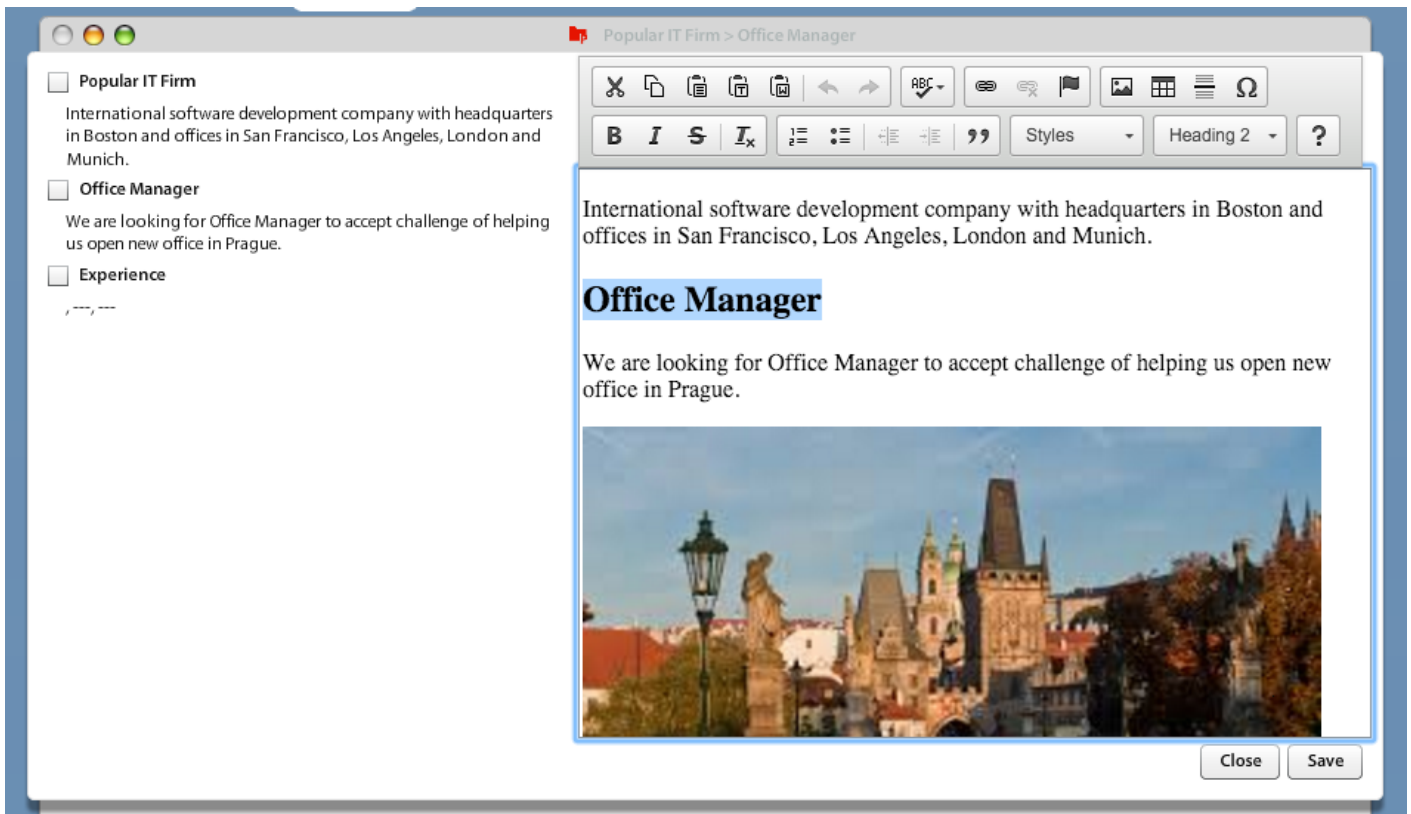 Popular IT Firm > Office Manager
Popular IT Firm
International software development company with headquarters
in Boston and offices in San Francisco, Los Angeles, London and
Munich.
Office Manager
We are looking for Office Manager to accept challenge of helping
us open new office in Prague.
Experience
, ---, ---
ABC
Ω
B I S Ix
Styles
Heading 2
?
International software development company with headquarters in Boston and
offices in San Francisco, Los Angeles, London and Munich.
Office Manager
We are looking for Office Manager to accept challenge of helping us open new
office in Prague.
Close
Save